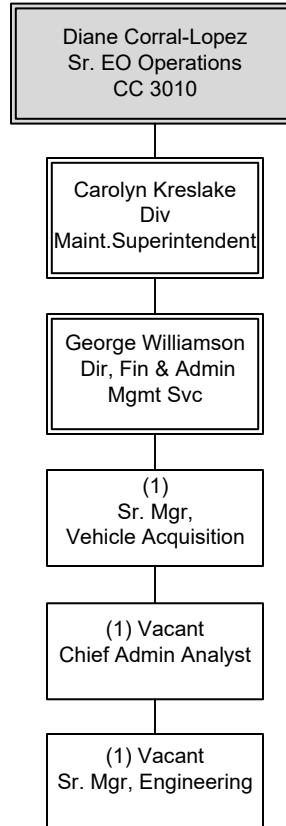 Diane Corral-Lopez
Sr. EO Operations
CC 3010
Carolyn Kreslake
Div
Maint.Superintendent
George Williamson
Dir, Fin & Admin
Mgmt Svc
(1)
Sr. Mgr,
Vehicle Acquisition
(1) Vacant
Chief Admin Analyst
(1) Vacant
Sr. Mgr, Engineering